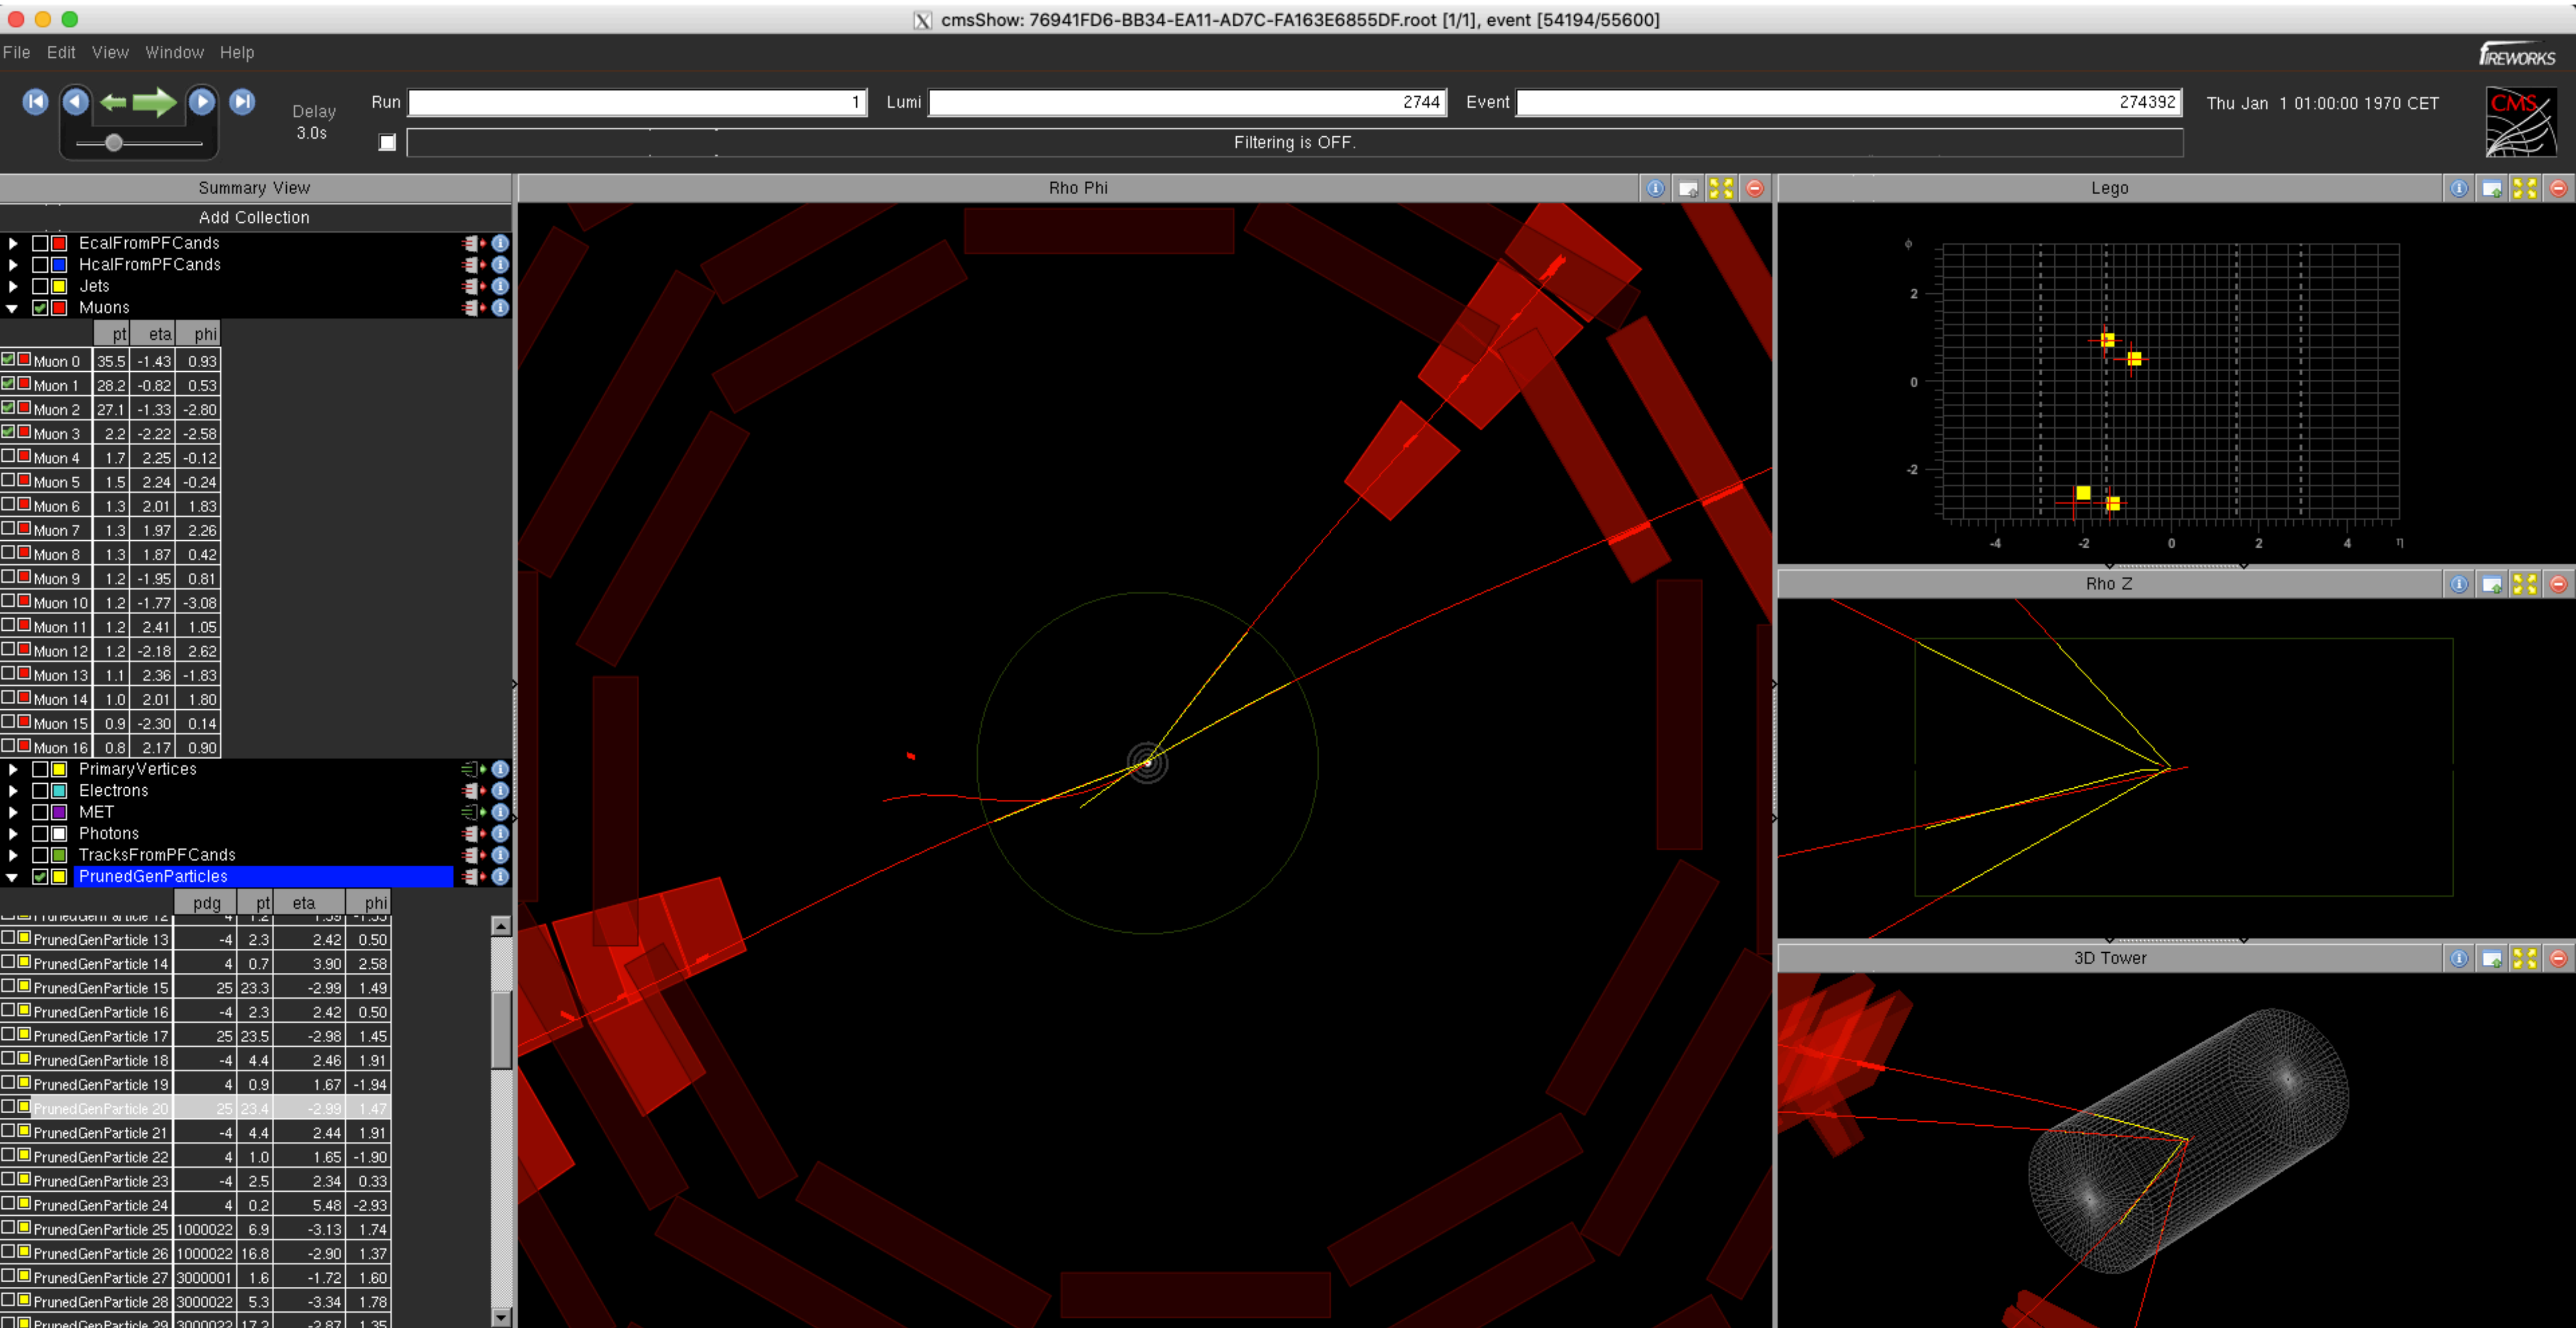 cmsShow: 76941FD6-BB34-EA11-AD7C-FA163E6855DF.root [1/1], event [54194/55600]
File Edit View Window Help
FIREWORKS
Delay
3.0s
Run 1 Lumi 2744 Event 274392 Thu Jan 1 01:00:00 1970 CET
CMS
Filtering is OFF.
Summary View
Add Collection
EcalFromPFCands
HcalFromPFCands
Jets
Muons
pt eta phi
Muon 0 35.5 -1.43 0.93
Muon 1 28.2 -0.82 0.53
Muon 2 27.1 -1.33 -2.80
Muon 3 2.2 -2.22 -2.58
Muon 4 1.7 2.25 -0.12
Muon 5 1.5 2.24 -0.24
Muon 6 1.3 2.01 1.83
Muon 7 1.3 1.97 2.26
Muon 8 1.3 1.87 0.42
Muon 9 1.2 -1.95 0.81
Muon 10 1.2 -1.77 -3.08
Muon 11 1.2 2.41 1.05
Muon 12 1.2 -2.18 2.62
Muon 13 1.1 2.36 -1.83
Muon 14 1.0 2.01 1.80
Muon 15 0.9 -2.30 0.14
Muon 16 0.8 2.17 0.90
PrimaryVertices
Electrons
MET
Photons
TracksFromPFCands
PrunedGenParticles
pdg pt eta phi
PrunedGenParticle 13 -4 2.3 2.42 0.50
PrunedGenParticle 14 4 0.7 3.90 2.58
PrunedGenParticle 15 25 23.3 -2.99 1.49
PrunedGenParticle 16 -4 2.3 2.42 0.50
PrunedGenParticle 17 25 23.5 -2.98 1.45
PrunedGenParticle 18 -4 4.4 2.46 1.91
PrunedGenParticle 19 4 0.9 1.67 -1.94
PrunedGenParticle 20 25 23.4 -2.99 1.47
PrunedGenParticle 21 -4 4.4 2.44 1.91
PrunedGenParticle 22 4 1.0 1.65 -1.90
PrunedGenParticle 23 -4 2.5 2.34 0.33
PrunedGenParticle 24 4 0.2 5.48 -2.93
PrunedGenParticle 25 1000022 6.9 -3.13 1.74
PrunedGenParticle 26 1000022 16.8 -2.90 1.37
PrunedGenParticle 27 3000001 1.6 -1.72 1.60
PrunedGenParticle 28 3000022 5.3 -3.34 1.78
PrunedGenParticle 29 3000022 17.2 -2.87 1.35
Rho Phi
Lego
φ
2
0
-2
-4 -2 0 2 4 η
Rho Z
3D Tower